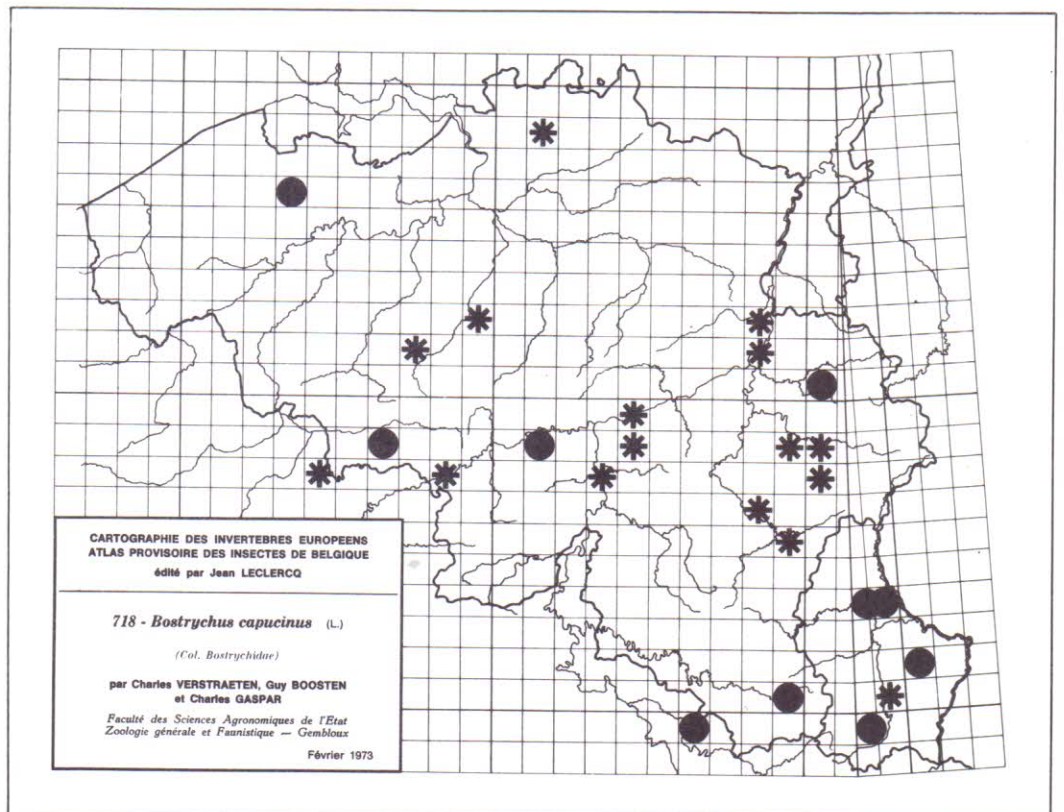 CARTOGRAPHIE DES INVERTEBRES EUROPEENS
ATLAS PROVISOIRE DES INSECTES DE BELGIQUE
édité par Jean LECLERCQ
718 - Bostrychus capucinus (L.)
(Col. Bostrychidae)
par Charles VERSTRAETEN, Guy BOOSTEN
et Charles GASPAR
Faculté des Sciences Agronomiques de l'Etat
Zoologie générale et Faunistique — Gembloux
Février 1973